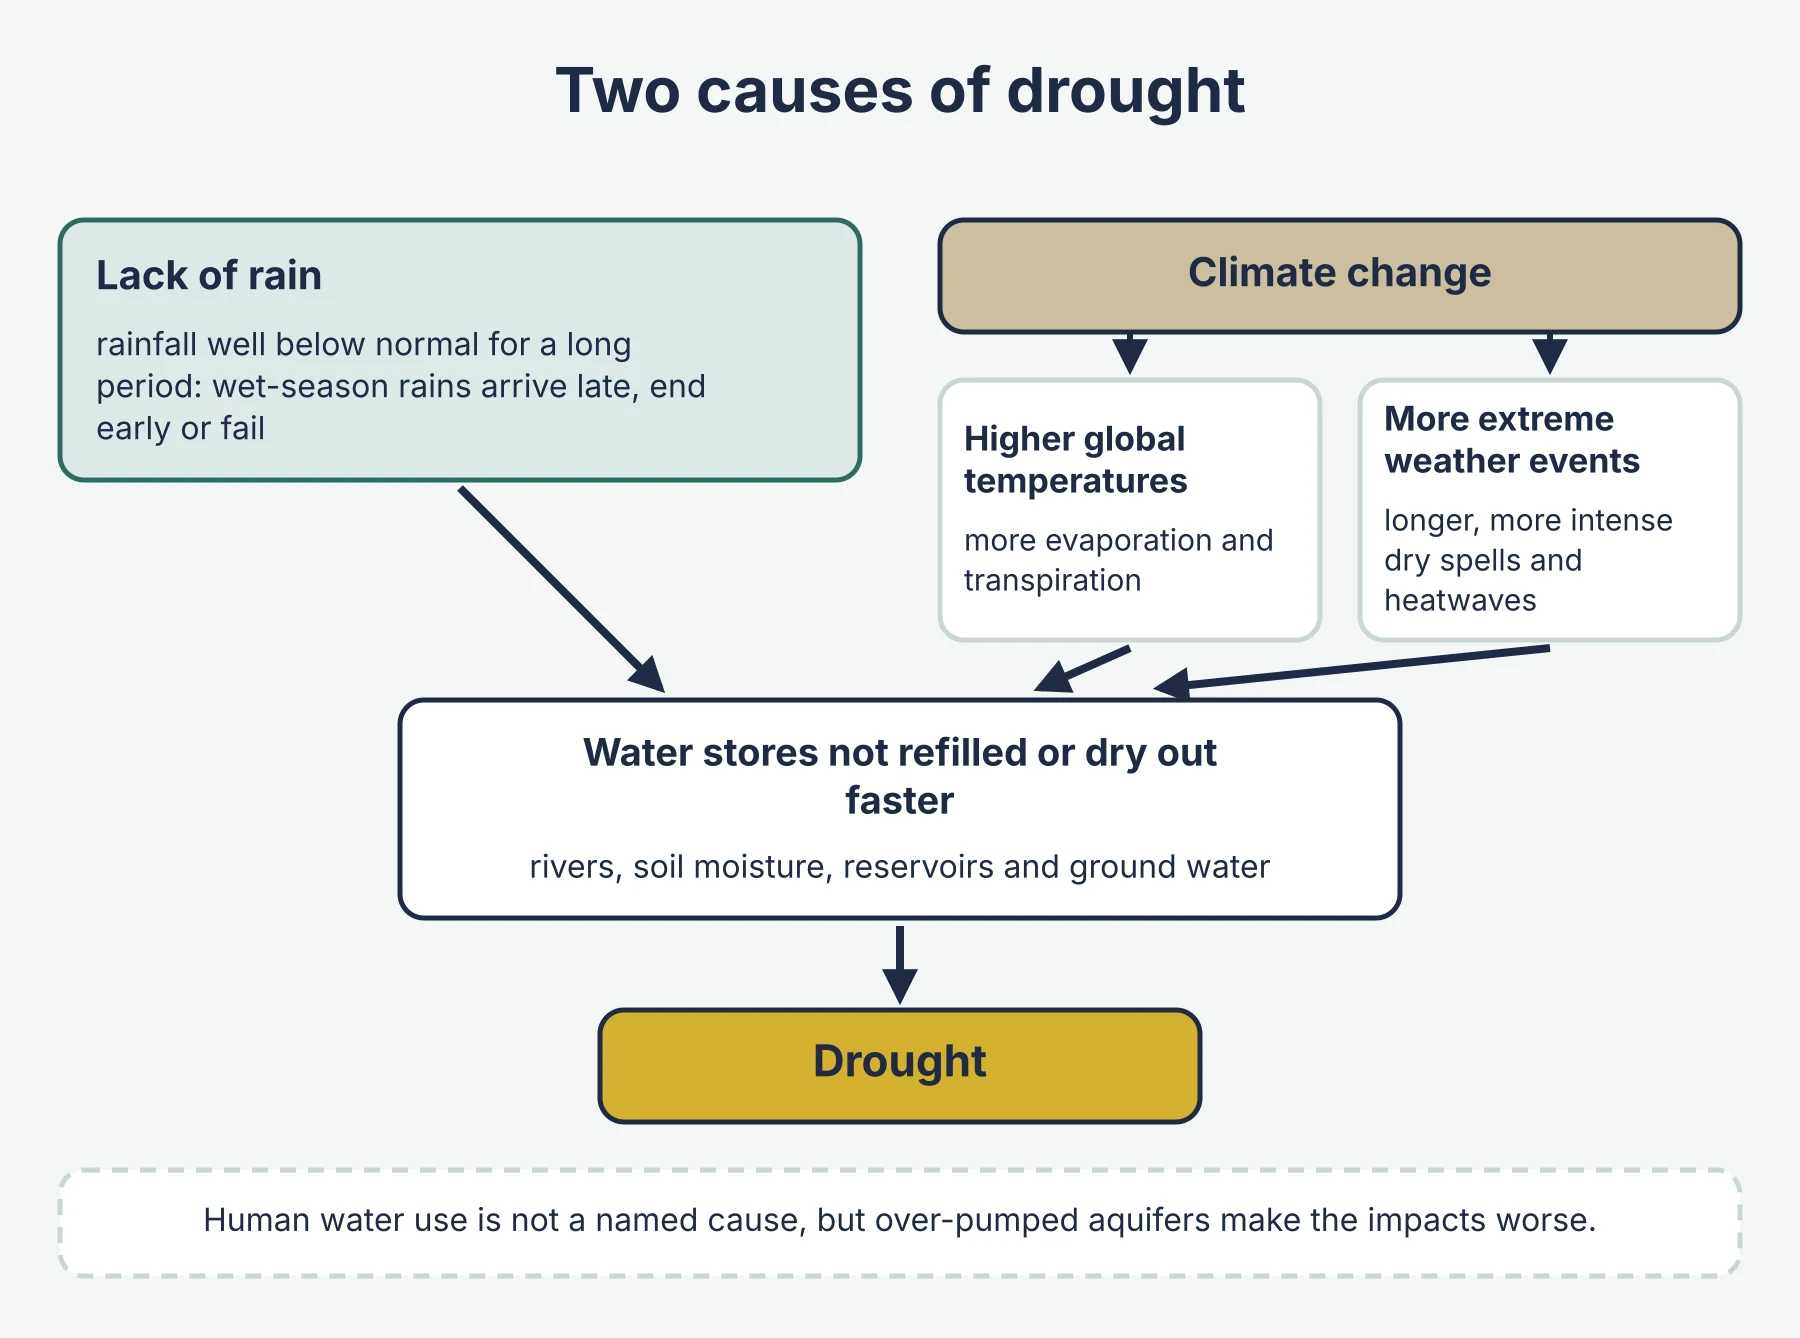 Two causes of drought
Lack of rain
rainfall well below normal for a long
period: wet-season rains arrive late, end
early or fail
Climate change
Higher global
temperatures
more evaporation and
transpiration
More extreme
weather events
longer, more intense
dry spells and
heatwaves
Water stores not refilled or dry out
faster
rivers, soil moisture, reservoirs and ground water
Drought
Human water use is not a named cause, but over-pumped aquifers make the impacts worse.